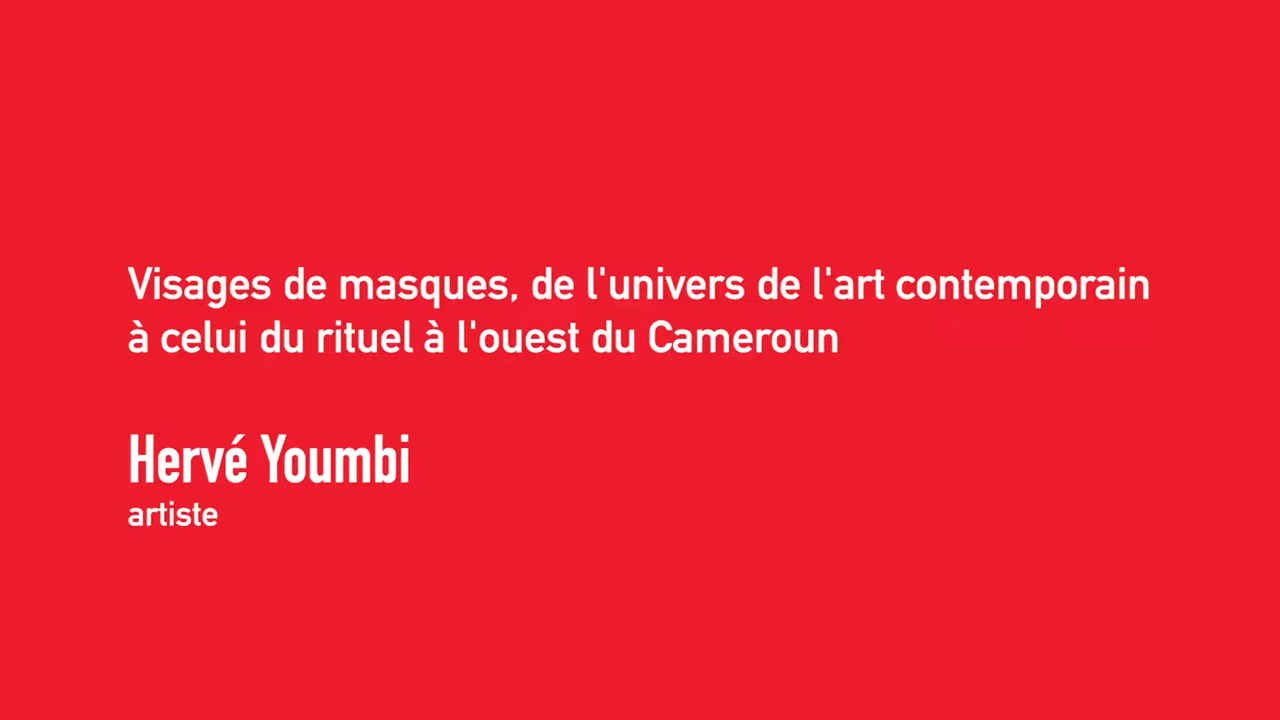 Visages de masques, de l'univers de l'art contemporain
à celui du rituel à l'ouest du Cameroun
Hervé Youmbi
artiste